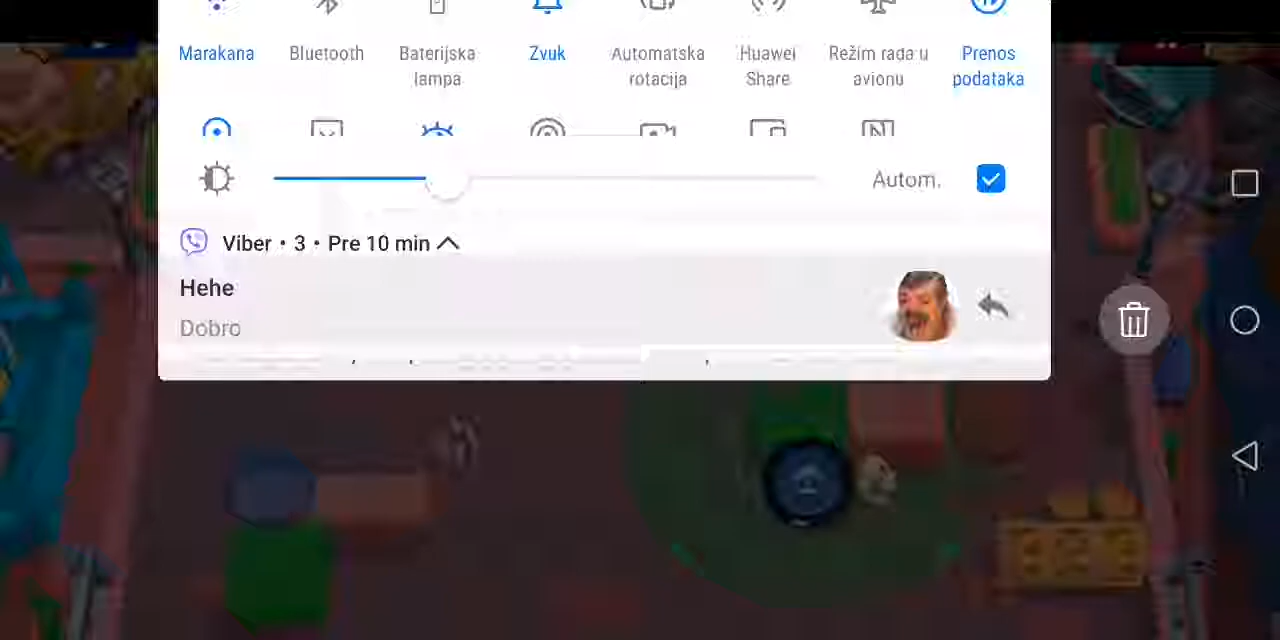 Marakana Bluetooth Baterijska lampa Zvuk Automatska rotacija Huawei Share Režim rada u avionu Prenos podataka
Autom.
Viber • 3 • Pre 10 min
Hehe
Dobro